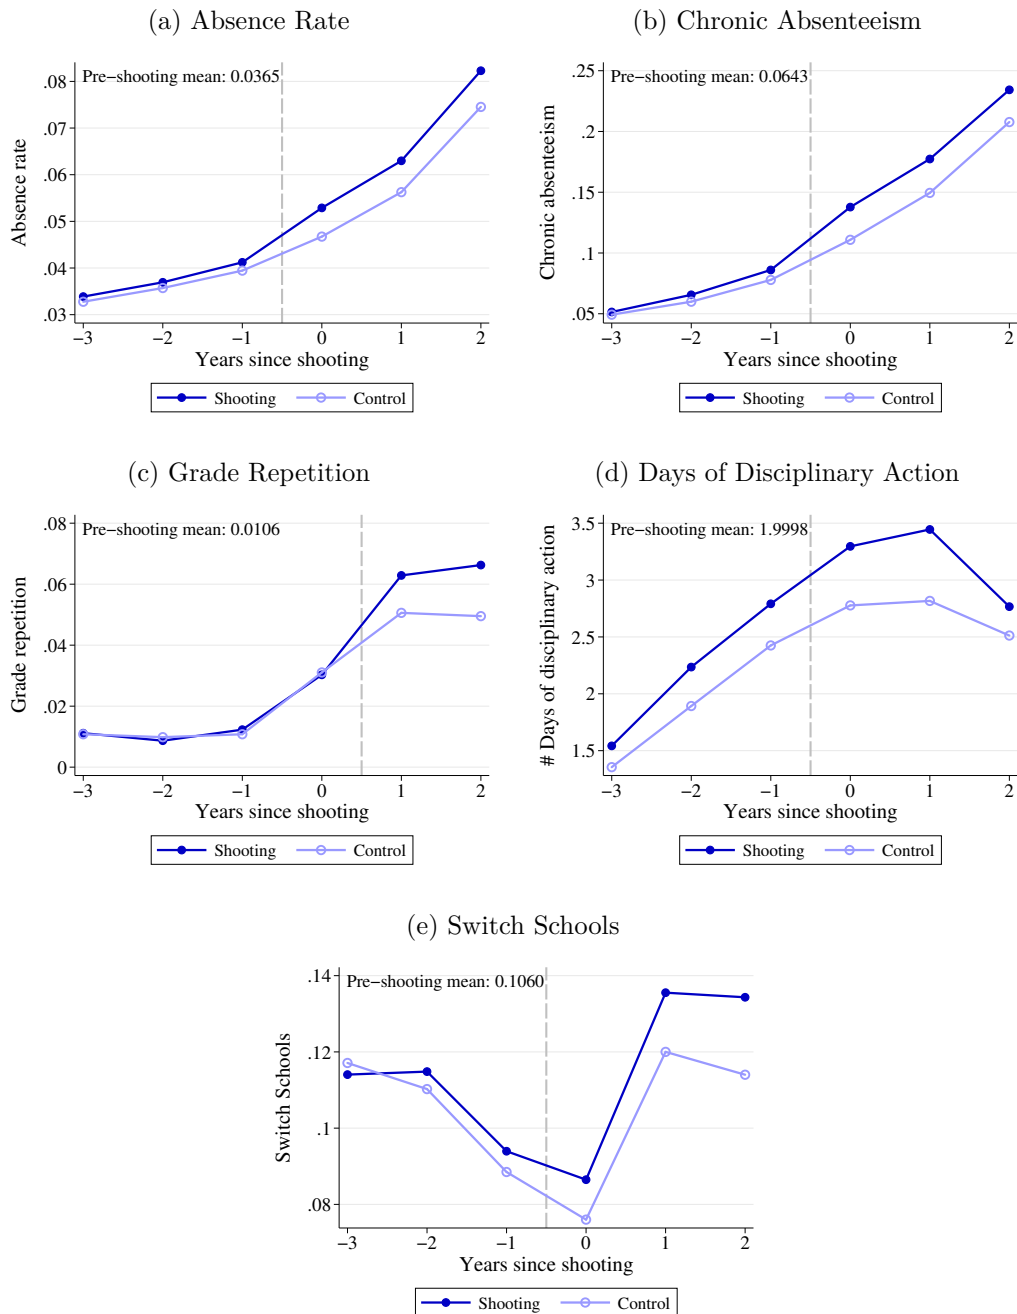 (a) Absence Rate
Pre−shooting mean: 0.0365
Absence rate
.08
.07
.06
.05
.04
.03
−3 −2 −1 0 1 2
Years since shooting
Shooting Control
(b) Chronic Absenteeism
Pre−shooting mean: 0.0643
Chronic absenteeism
.25
.2
.15
.1
.05
−3 −2 −1 0 1 2
Years since shooting
Shooting Control
(c) Grade Repetition
Pre−shooting mean: 0.0106
Grade repetition
.08
.06
.04
.02
0
−3 −2 −1 0 1 2
Years since shooting
Shooting Control
(d) Days of Disciplinary Action
Pre−shooting mean: 1.9998
# Days of disciplinary action
3.5
3
2.5
2
1.5
−3 −2 −1 0 1 2
Years since shooting
Shooting Control
(e) Switch Schools
Pre−shooting mean: 0.1060
Switch Schools
.14
.12
.1
.08
−3 −2 −1 0 1 2
Years since shooting
Shooting Control